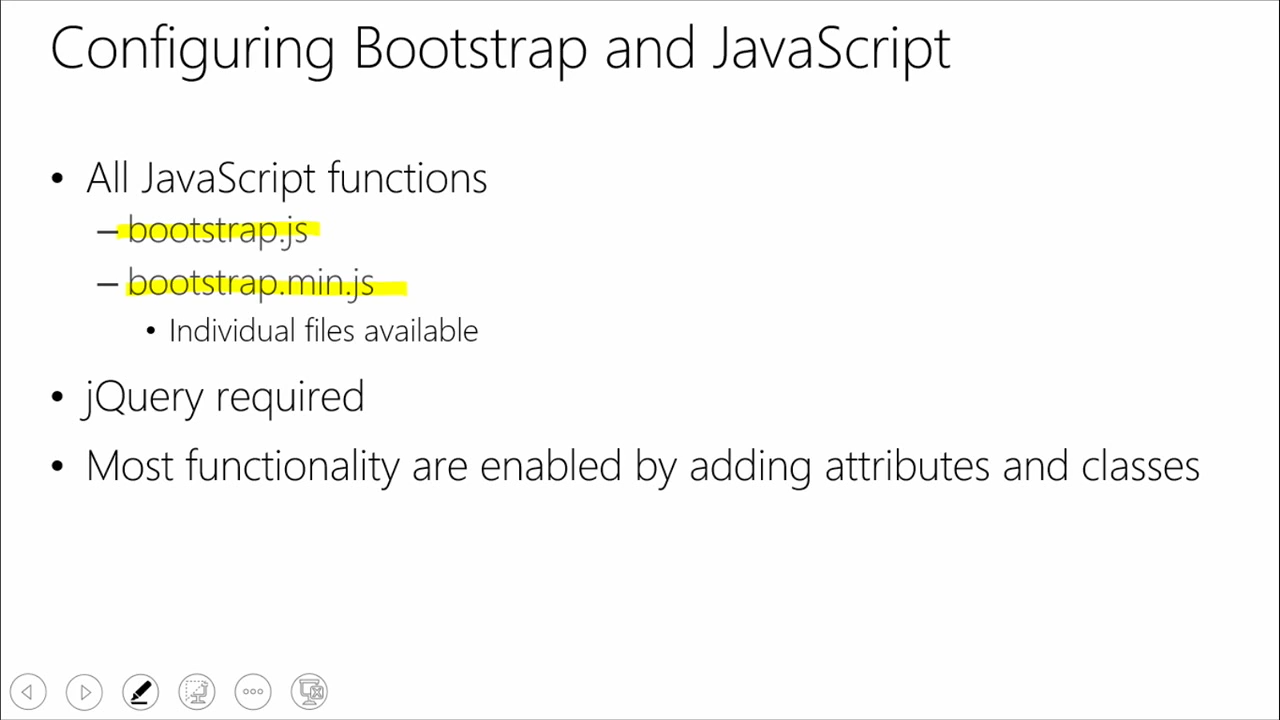 Configuring Bootstrap and JavaScript
• All JavaScript functions
– bootstrap.js
– bootstrap.min.js
• Individual files available
• jQuery required
• Most functionality are enabled by adding attributes and classes